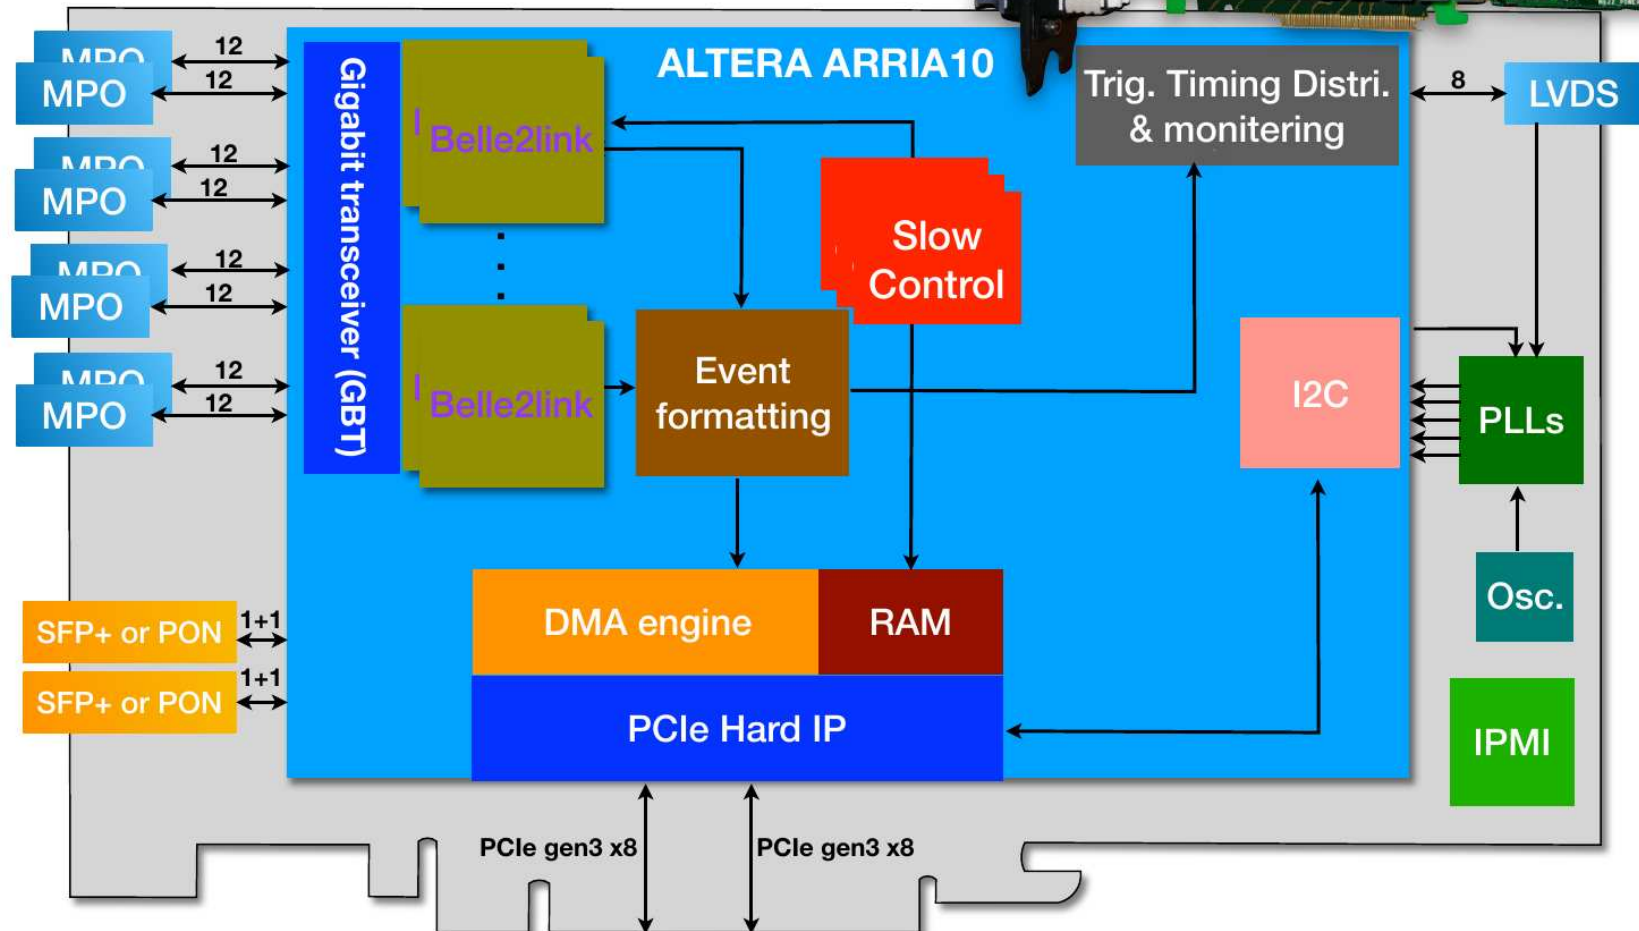 ALTERA ARRIA10
MPO
12
MPO
12
MPO
12
MPO
12
MPO
12
MPO
12
MPO
12
MPO
12
Gigabit transceiver (GBT)
Belle2link
Belle2link
Trig. Timing Distri.
& monitering
8
LVDS
Slow
Control
Event
formatting
I2C
PLLs
Osc.
IPMI
DMA engine
RAM
PCIe Hard IP
SFP+ or PON
1+1
SFP+ or PON
1+1
PCIe gen3 x8
PCIe gen3 x8